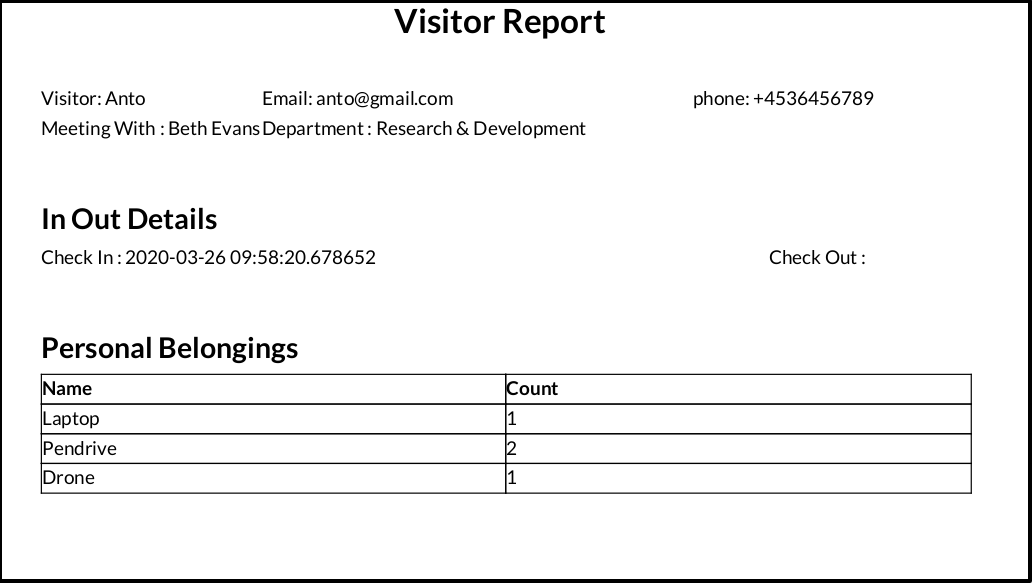 Visitor Report
Visitor: Anto Email: anto@gmail.com phone: +4536456789
Meeting With : Beth Evans Department : Research & Development
In Out Details
Check In : 2020-03-26 09:58:20.678652 Check Out :
Personal Belongings
Name Count
Laptop 1
Pendrive 2
Drone 1